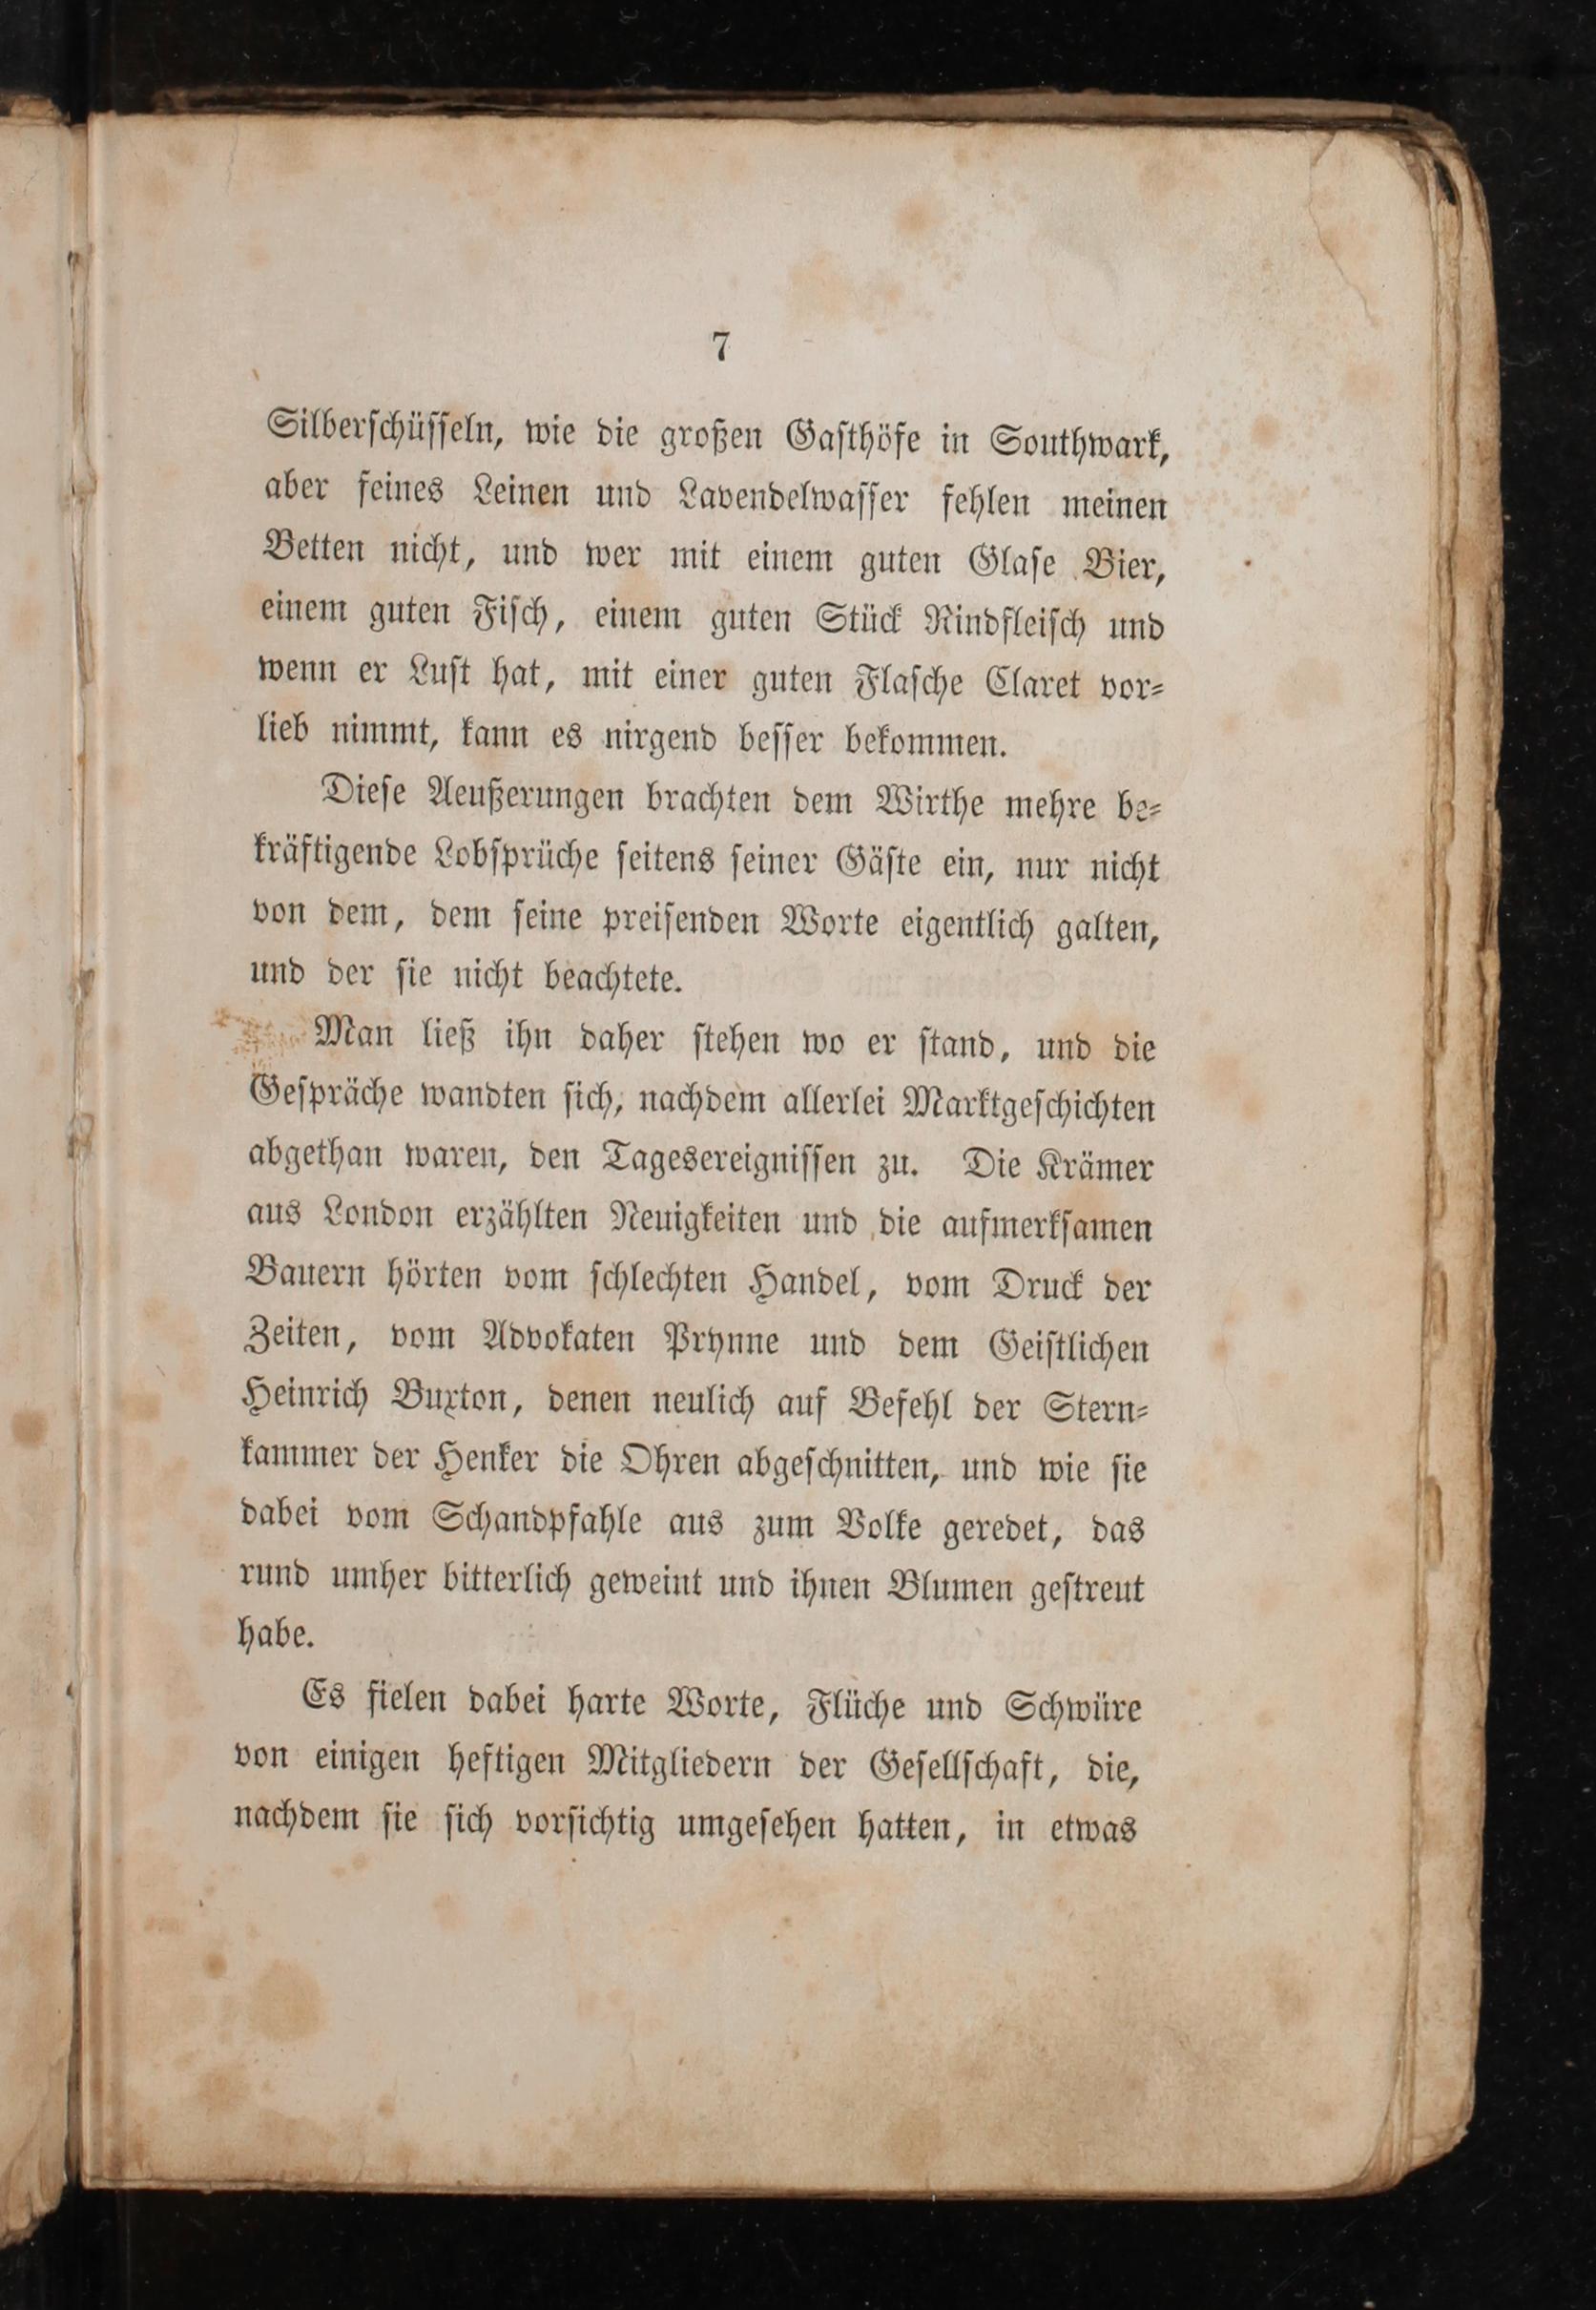 7
Silberschüsseln, wie die großen Gasthöfe in Southwark,
aber feines Leinen und Lavendelwasser fehlen meinen
Betten nicht, und wer mit einem guten Glase Bier,
einem guten Fisch, einem guten Stück Rindfleisch und
wenn er Lust hat, mit einer guten Flasche Claret vor-
lieb nimmt, kann es nirgend besser bekommen.
Diese Aeußerungen brachten dem Wirthe mehre be-
kräftigende Lobsprüche seitens seiner Gäste ein, nur nicht
von dem, dem seine preisenden Worte eigentlich galten,
und der sie nicht beachtete.
Man ließ ihn daher stehen wo er stand, und die
Gespräche wandten sich, nachdem allerlei Marktgeschichten
abgethan waren, den Tagesereignissen zu. Die Krämer
aus London erzählten Neuigkeiten und die aufmerksamen
Bauern hörten vom schlechten Handel, vom Druck der
Zeiten, vom Advokaten Prynne und dem Geistlichen
Heinrich Buxton, denen neulich auf Befehl der Stern-
kammer der Henker die Ohren abgeschnitten, und wie sie
dabei vom Schandpfahle aus zum Volke geredet, das
rund umher bitterlich geweint und ihnen Blumen gestreut
habe.
Es fielen dabei harte Worte, Flüche und Schwüre
von einigen heftigen Mitgliedern der Gesellschaft, die,
nachdem sie sich vorsichtig umgesehen hatten, in etwas